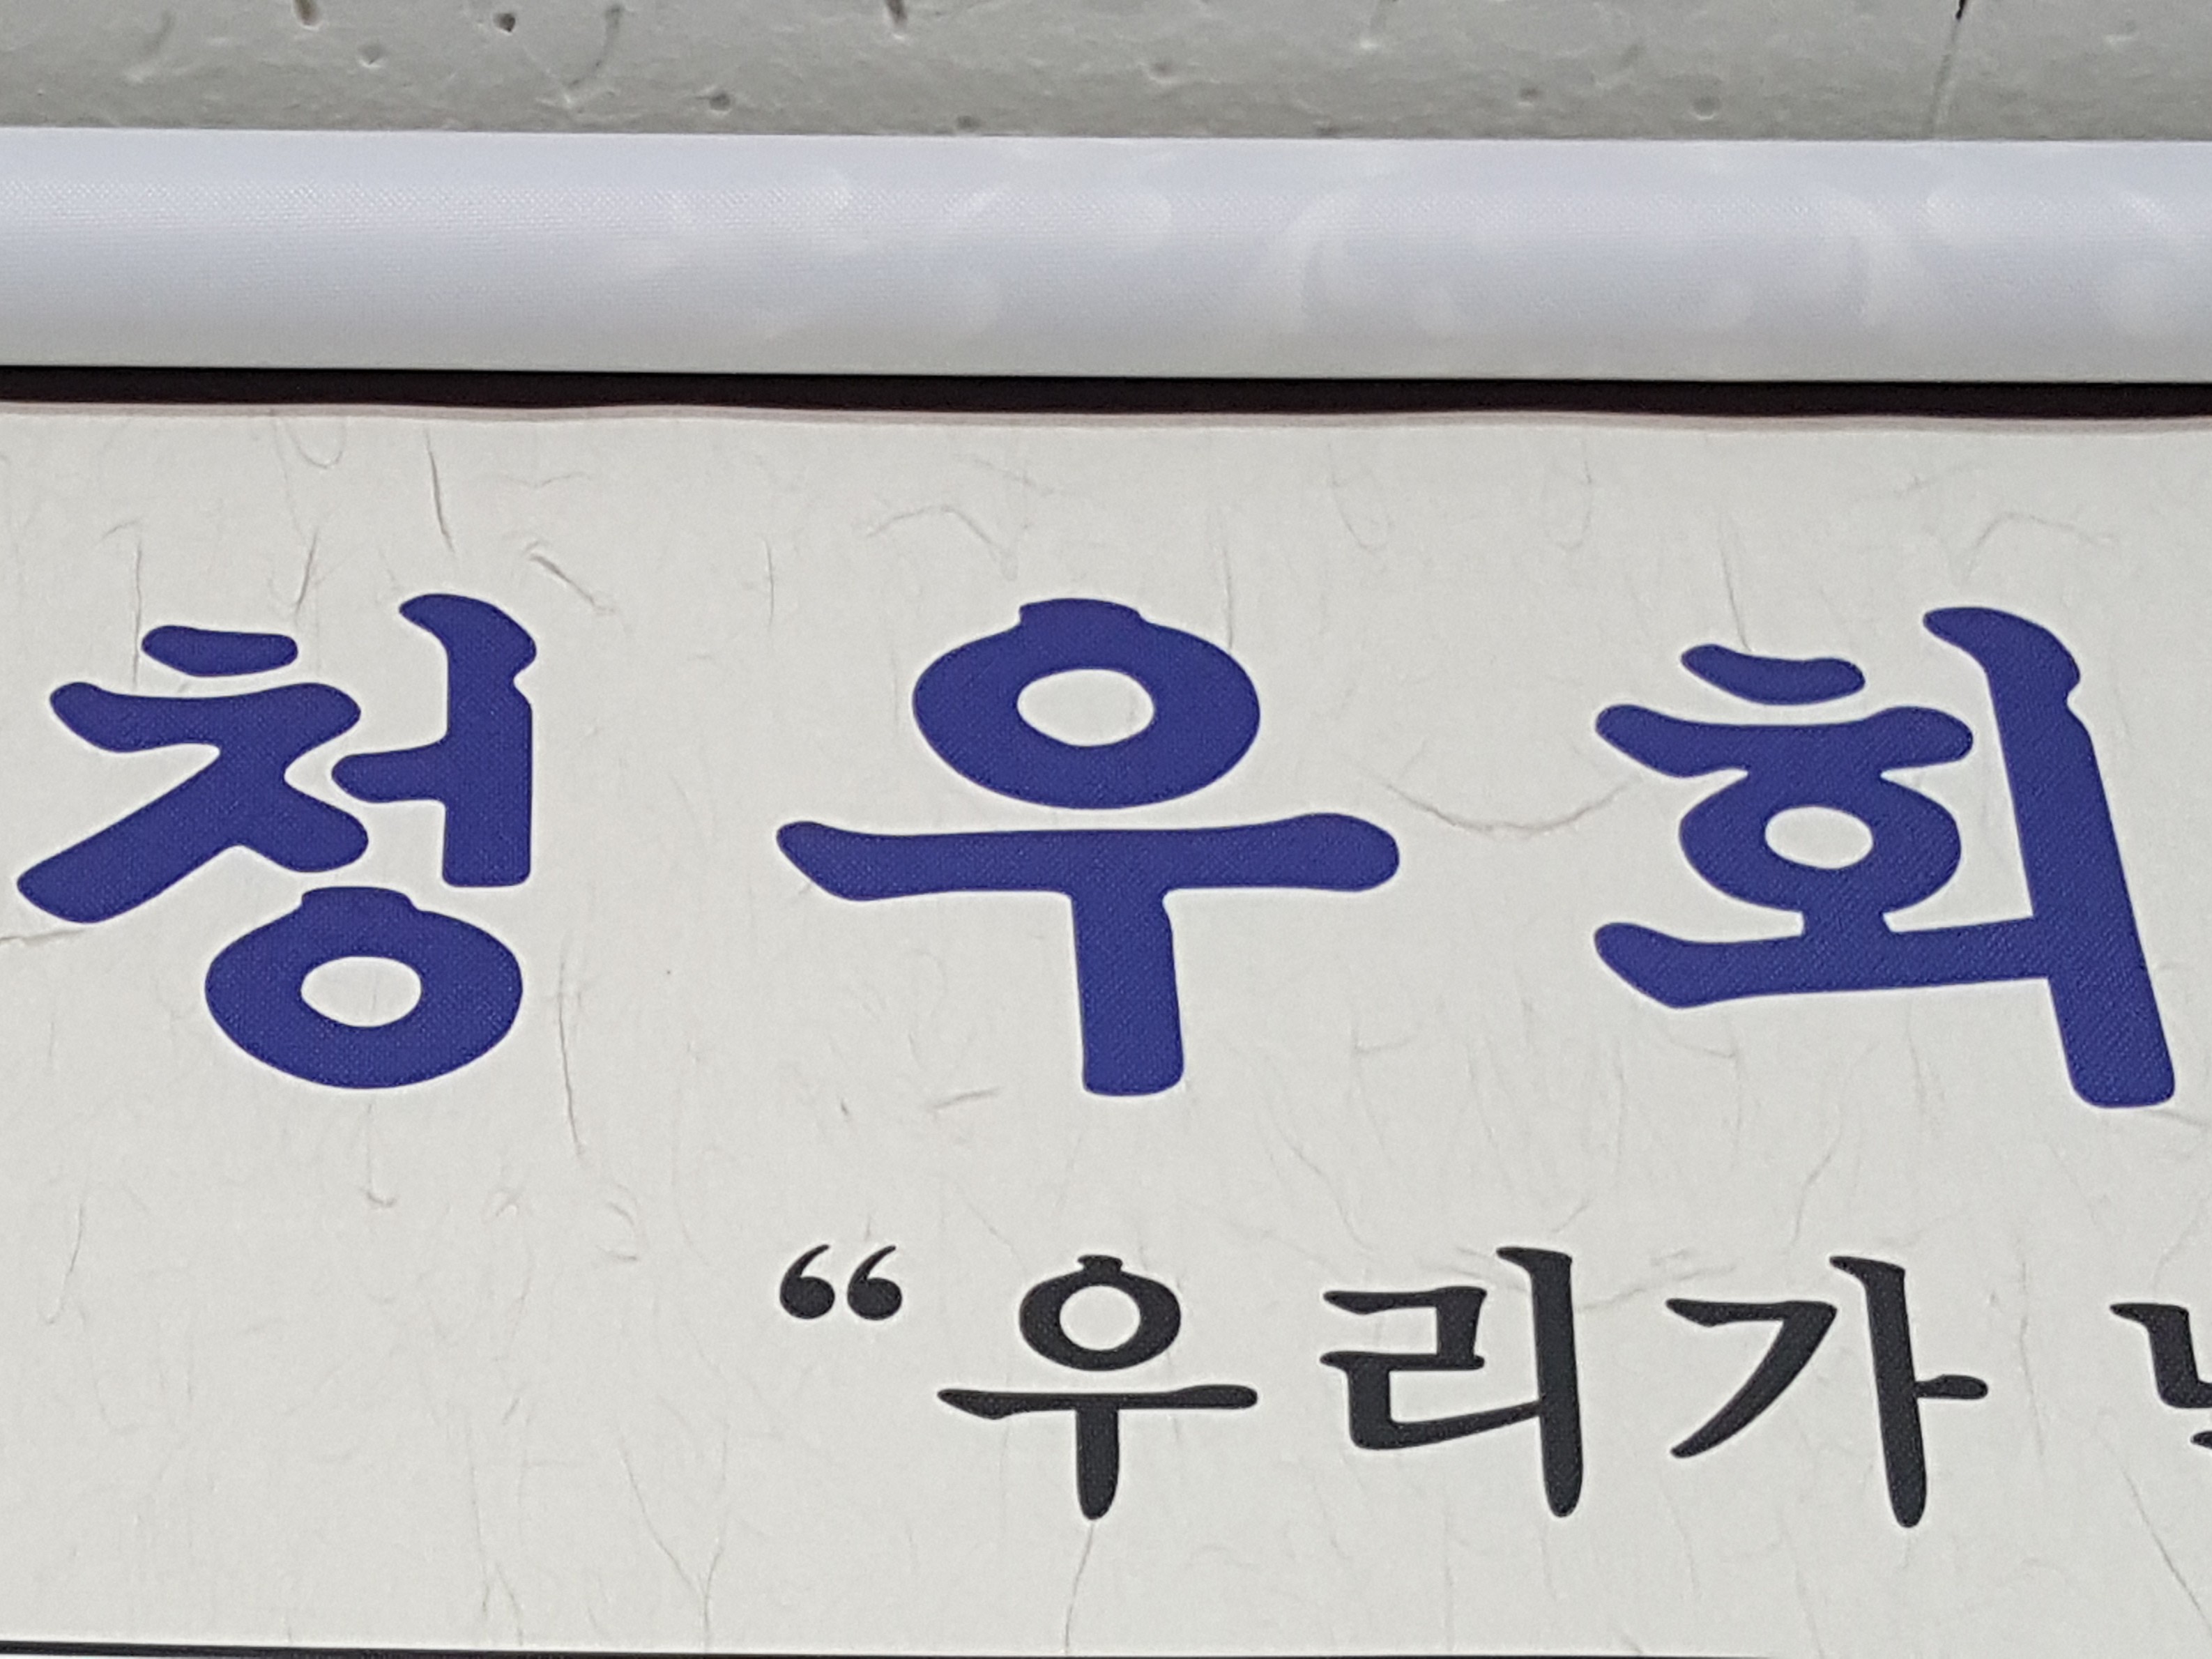 청 우 회
“우리가